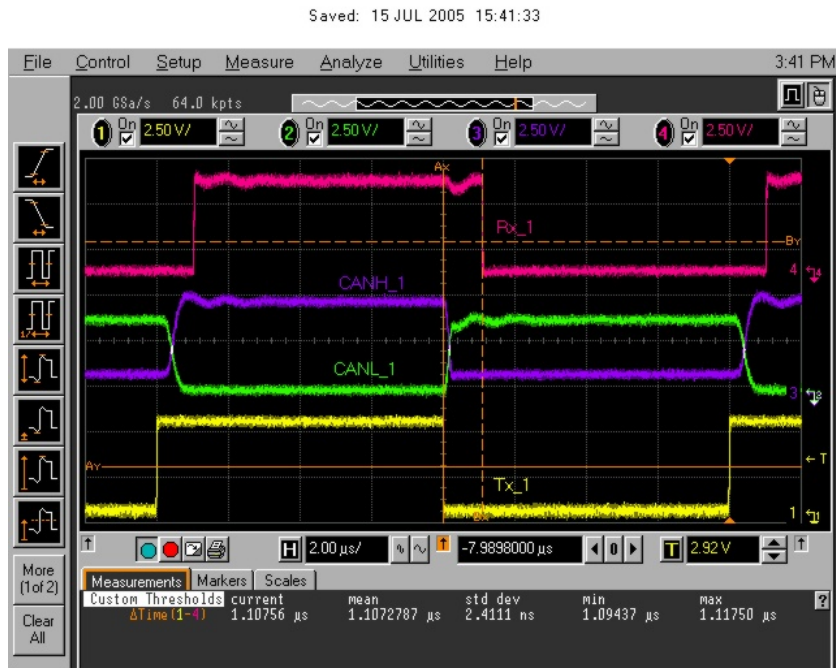 Saved: 15 JUL 2005 15:41:33
File Control Setup Measure Analyze Utilities Help 3:41 PM
2.00 GSa/s 64.0 kpts
1 On 2.50 V/ 2 On 2.50 V/ 3 On 2.50 V/ 4 On 2.50 V/
Ax
Rx_1
By
4 4
CANH_1
CANL_1
3
Ay
T
Tx_1
Bx
1 1
H 2.00 µs/ -7.9898000 µs 0 T 2.92 V
More
(1of 2)
Clear
All
Measurements Markers Scales
Custom Thresholds current mean std dev min max ?
ΔTime(1-4) 1.10756 µs 1.1072787 µs 2.4111 ns 1.09437 µs 1.11750 µs